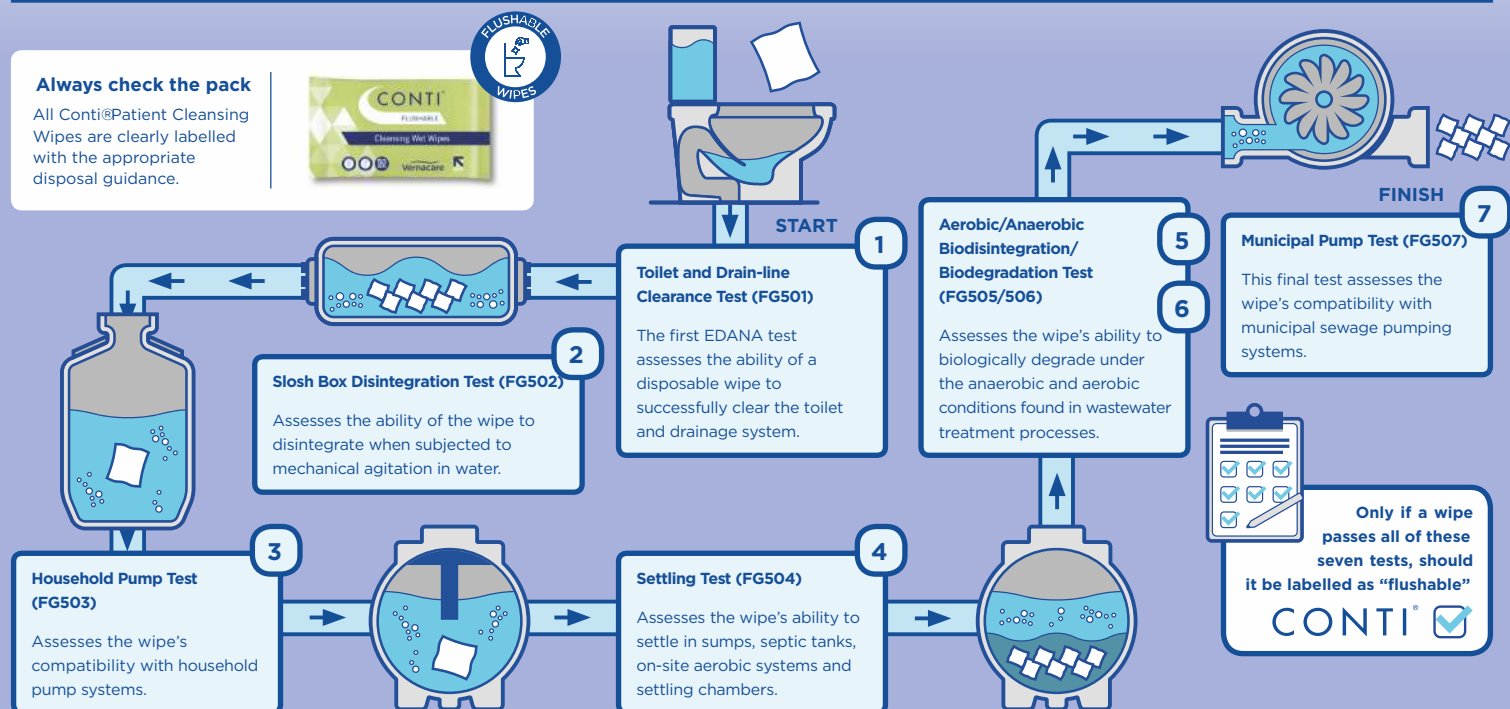 Always check the pack
All Conti®Patient Cleansing
Wipes are clearly labelled
with the appropriate
disposal guidance.
FLUSHABLE
WIPES
CONTI
FLUSHABLE
Cleansing Wet Wipes
Vernacare
START
1
Toilet and Drain-line
Clearance Test (FG501)
The first EDANA test
assesses the ability of a
disposable wipe to
successfully clear the toilet
and drainage system.
2
Slosh Box Disintegration Test (FG502)
Assesses the ability of the wipe to
disintegrate when subjected to
mechanical agitation in water.
3
Household Pump Test
(FG503)
Assesses the wipe’s
compatibility with household
pump systems.
4
Settling Test (FG504)
Assesses the wipe’s ability to
settle in sumps, septic tanks,
on-site aerobic systems and
settling chambers.
5
6
Aerobic/Anaerobic
Biodisintegration/
Biodegradation Test
(FG505/506)
Assesses the wipe’s ability to
biologically degrade under
the anaerobic and aerobic
conditions found in wastewater
treatment processes.
FINISH
7
Municipal Pump Test (FG507)
This final test assesses the
wipe’s compatibility with
municipal sewage pumping
systems.
Only if a wipe
passes all of these
seven tests, should
it be labelled as “flushable”
CONTI®